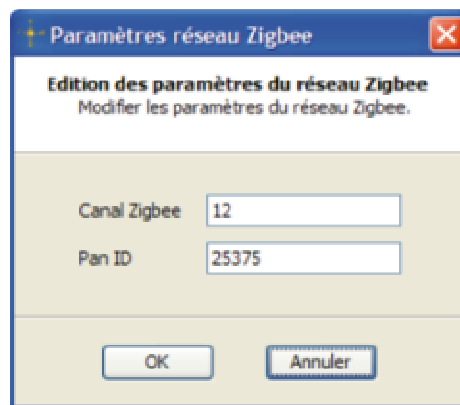 Paramètres réseau Zigbee
Edition des paramètres du réseau Zigbee
Modifier les paramètres du réseau Zigbee.
Canal Zigbee 12
Pan ID 25375
OK Annuler